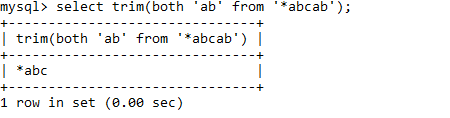 mysql> select trim(both 'ab' from '*abcab');
+-------------------------------+
| trim(both 'ab' from '*abcab') |
+-------------------------------+
| *abc                          |
+-------------------------------+
1 row in set (0.00 sec)